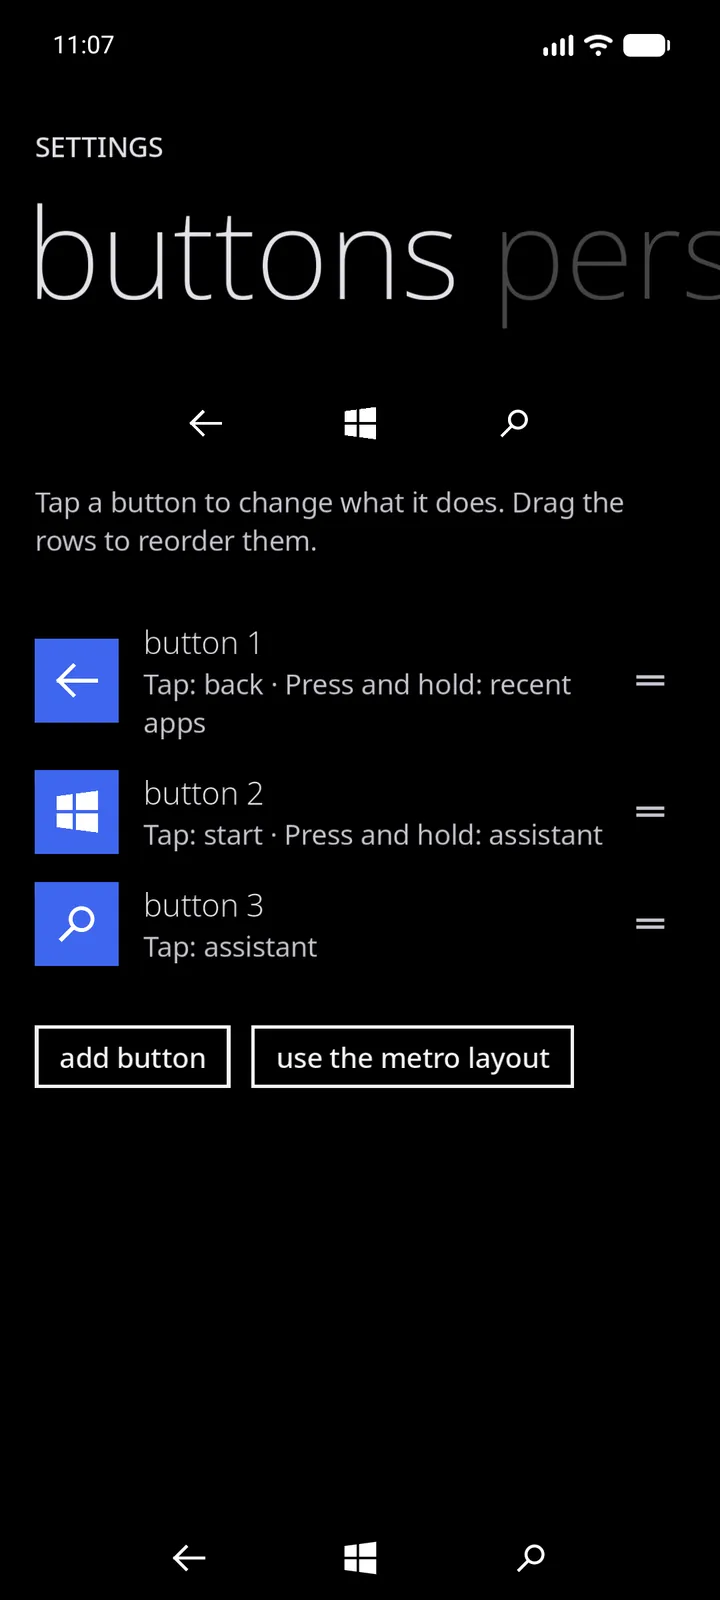 11:07
SETTINGS
buttons pers
Tap a button to change what it does. Drag the
rows to reorder them.
button 1
Tap: back · Press and hold: recent
apps
button 2
Tap: start · Press and hold: assistant
button 3
Tap: assistant
add button
use the metro layout